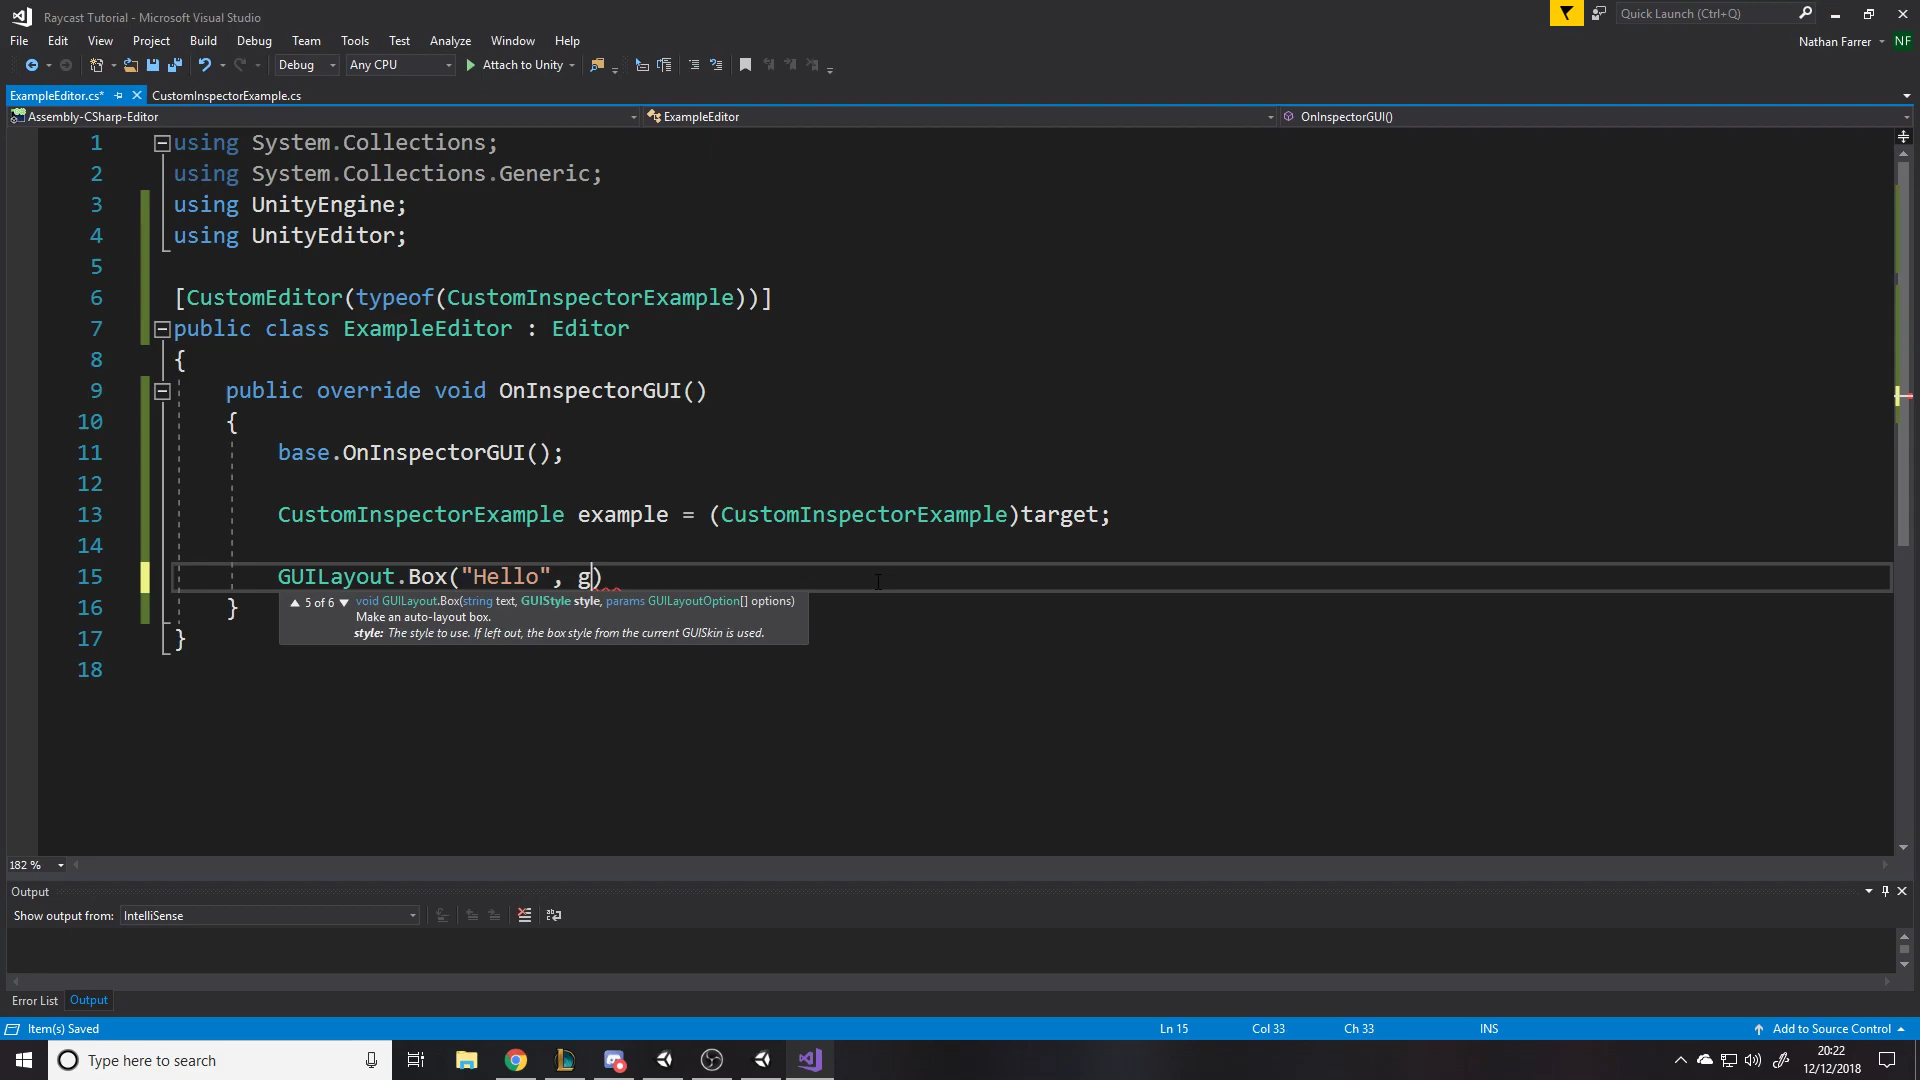 Raycast Tutorial - Microsoft Visual Studio
Quick Launch (Ctrl+Q)
File Edit View Project Build Debug Team Tools Test Analyze Window Help
Nathan Farrer NF
Debug Any CPU Attach to Unity
ExampleEditor.cs* CustomInspectorExample.cs
Assembly-CSharp-Editor ExampleEditor OnInspectorGUI()
1 using System.Collections;
2 using System.Collections.Generic;
3 using UnityEngine;
4 using UnityEditor;
5
6 [CustomEditor(typeof(CustomInspectorExample))]
7 public class ExampleEditor : Editor
8 {
9 public override void OnInspectorGUI()
10 {
11 base.OnInspectorGUI();
12
13 CustomInspectorExample example = (CustomInspectorExample)target;
14
15 GUILayout.Box("Hello", g)
5 of 6 void GUILayout.Box(string text, GUIStyle style, params GUILayoutOption[] options)
16 }
Make an auto-layout box.
style: The style to use. If left out, the box style from the current GUISkin is used.
17 }
18
182 %
Output
Show output from: IntelliSense
Error List Output
Item(s) Saved Ln 15 Col 33 Ch 33 INS Add to Source Control
Type here to search
20:22
12/12/2018